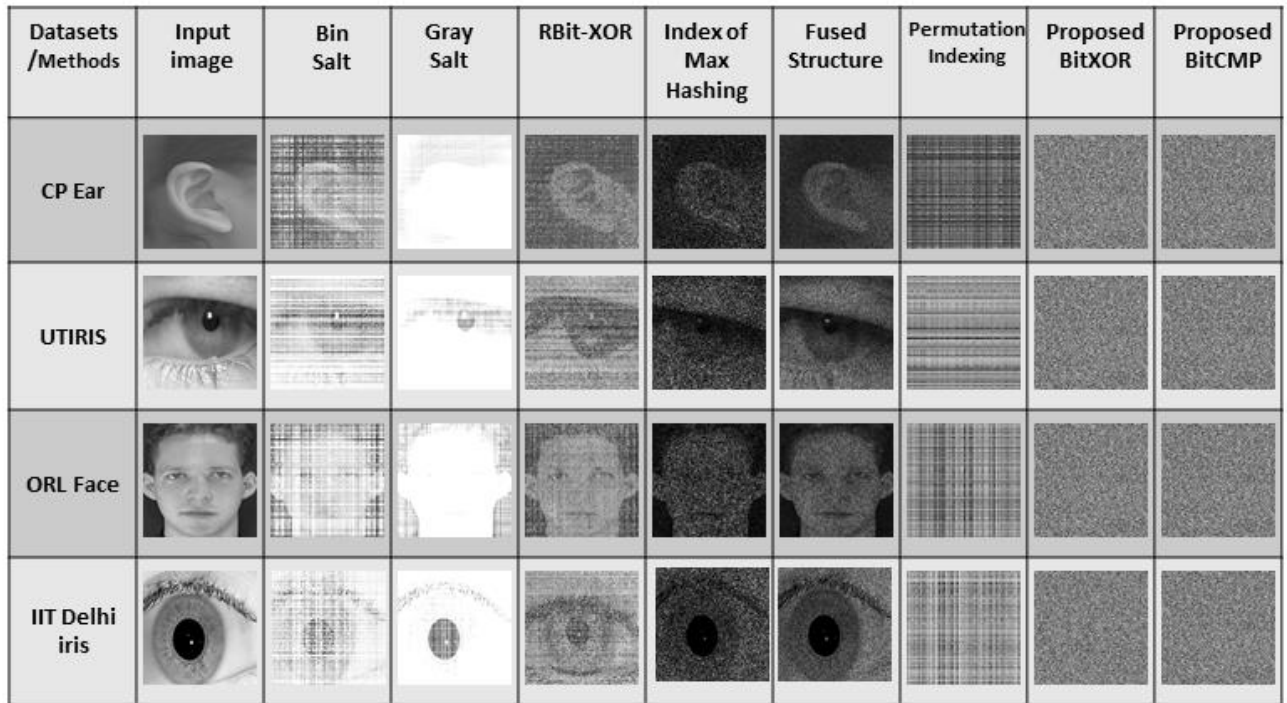 Datasets
/Methods
Input
image
Bin
Salt
Gray
Salt
RBit-XOR
Index of
Max
Hashing
Fused
Structure
Permutation
Indexing
Proposed
BitXOR
Proposed
BitCMP
CP Ear
UTIRIS
ORL Face
IIT Delhi
iris